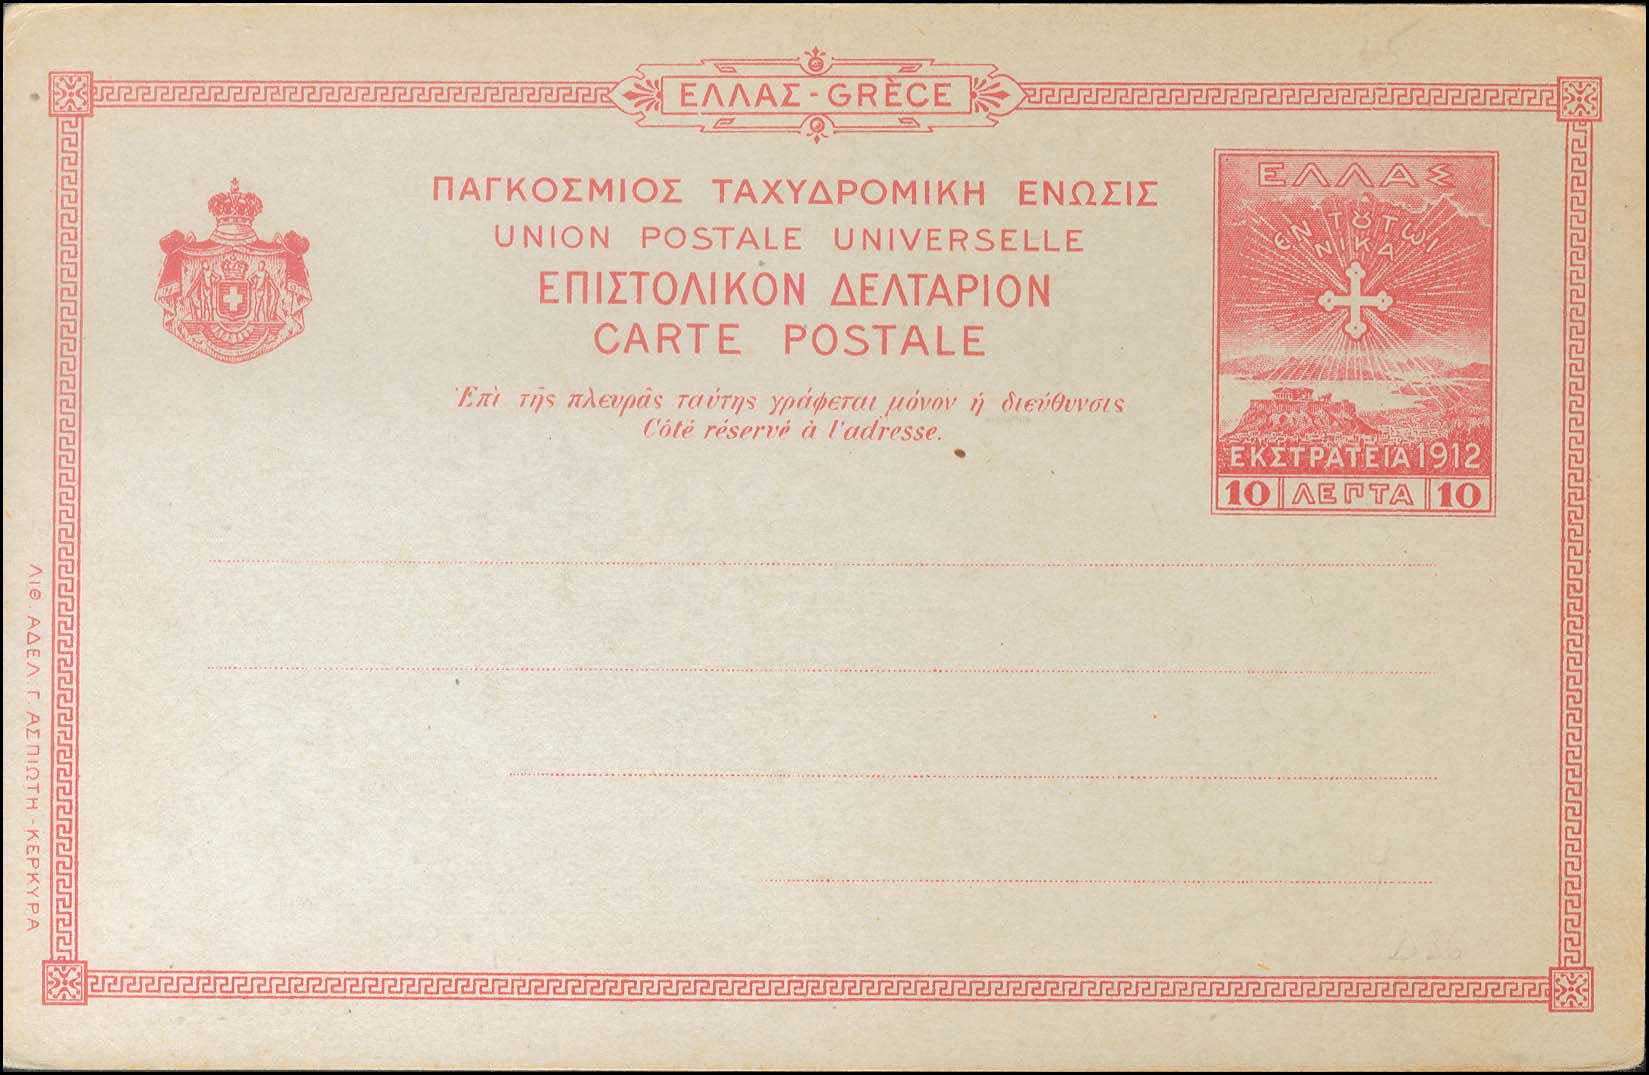 ΕΛΛΑΣ - GRÈCE
ΠΑΓΚΟΣΜΙΟΣ ΤΑΧΥΔΡΟΜΙΚΗ ΕΝΩΣΙΣ
UNION POSTALE UNIVERSELLE
ΕΠΙΣΤΟΛΙΚΟΝ ΔΕΛΤΑΡΙΟΝ
CARTE POSTALE
Ἐπὶ τῆς πλευρᾶς ταύτης γράφεται μόνον ἡ διεύθυνσις
Côté réservé à l'adresse.
ΕΛΛΑΣ
ΕΝ ΤȢΤΩΙ
ΝΙΚΑ
ΕΚΣΤΡΑΤΕΙΑ 1912
10 ΛΕΠΤΑ 10
ΛΙΘ. ΑΔΕΛ. Γ. ΑΣΠΙΩΤΗ - ΚΕΡΚΥΡΑ